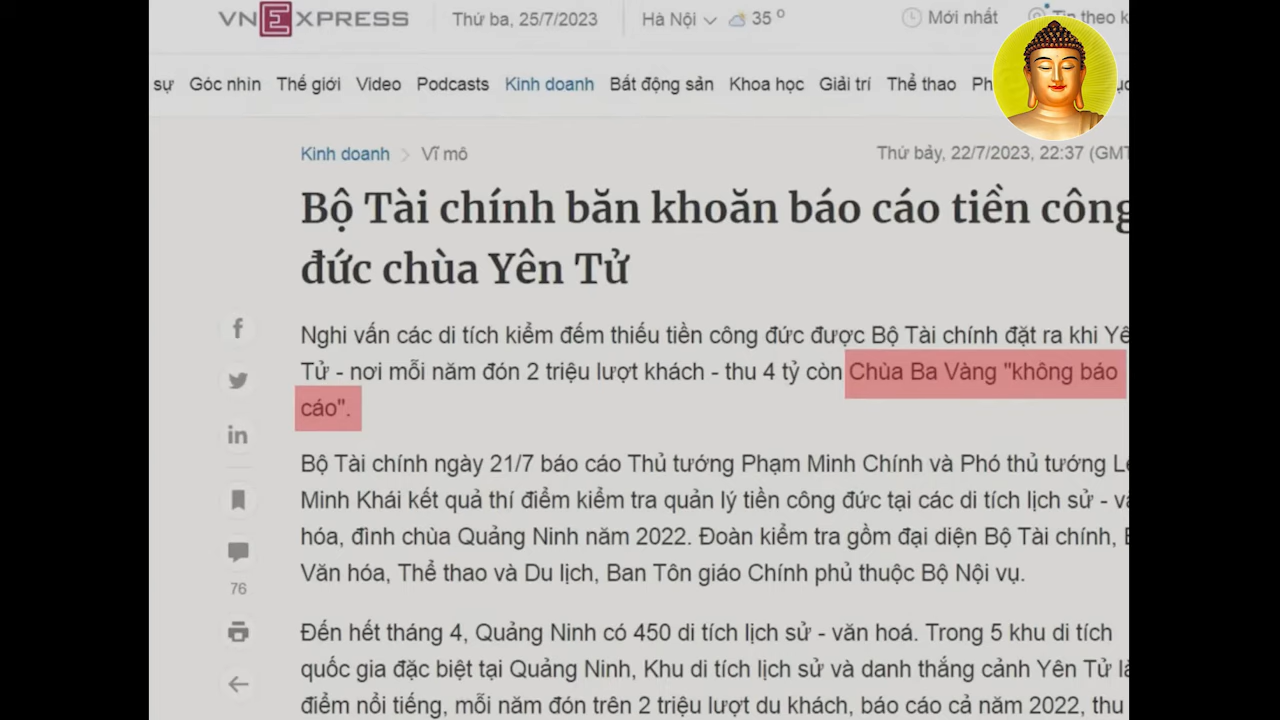 VNEXPRESS
Thứ ba, 25/7/2023
Hà Nội
35 º
Mới nhất
Tin theo k
sự Góc nhìn Thế giới Video Podcasts Kinh doanh Bất động sản Khoa học Giải trí Thể thao Ph
Kinh doanh > Vĩ mô
Thứ bảy, 22/7/2023, 22:37 (GMT
Bộ Tài chính băn khoăn báo cáo tiền công
đức chùa Yên Tử
Nghi vấn các di tích kiểm đếm thiếu tiền công đức được Bộ Tài chính đặt ra khi Yê
Tử - nơi mỗi năm đón 2 triệu lượt khách - thu 4 tỷ còn Chùa Ba Vàng "không báo
cáo".
Bộ Tài chính ngày 21/7 báo cáo Thủ tướng Phạm Minh Chính và Phó thủ tướng Lê
Minh Khái kết quả thí điểm kiểm tra quản lý tiền công đức tại các di tích lịch sử - vă
hóa, đình chùa Quảng Ninh năm 2022. Đoàn kiểm tra gồm đại diện Bộ Tài chính,
Văn hóa, Thể thao và Du lịch, Ban Tôn giáo Chính phủ thuộc Bộ Nội vụ.
76
Đến hết tháng 4, Quảng Ninh có 450 di tích lịch sử - văn hoá. Trong 5 khu di tích
quốc gia đặc biệt tại Quảng Ninh, Khu di tích lịch sử và danh thắng cảnh Yên Tử là
điểm nổi tiếng, mỗi năm đón trên 2 triệu lượt du khách, báo cáo cả năm 2022, thu